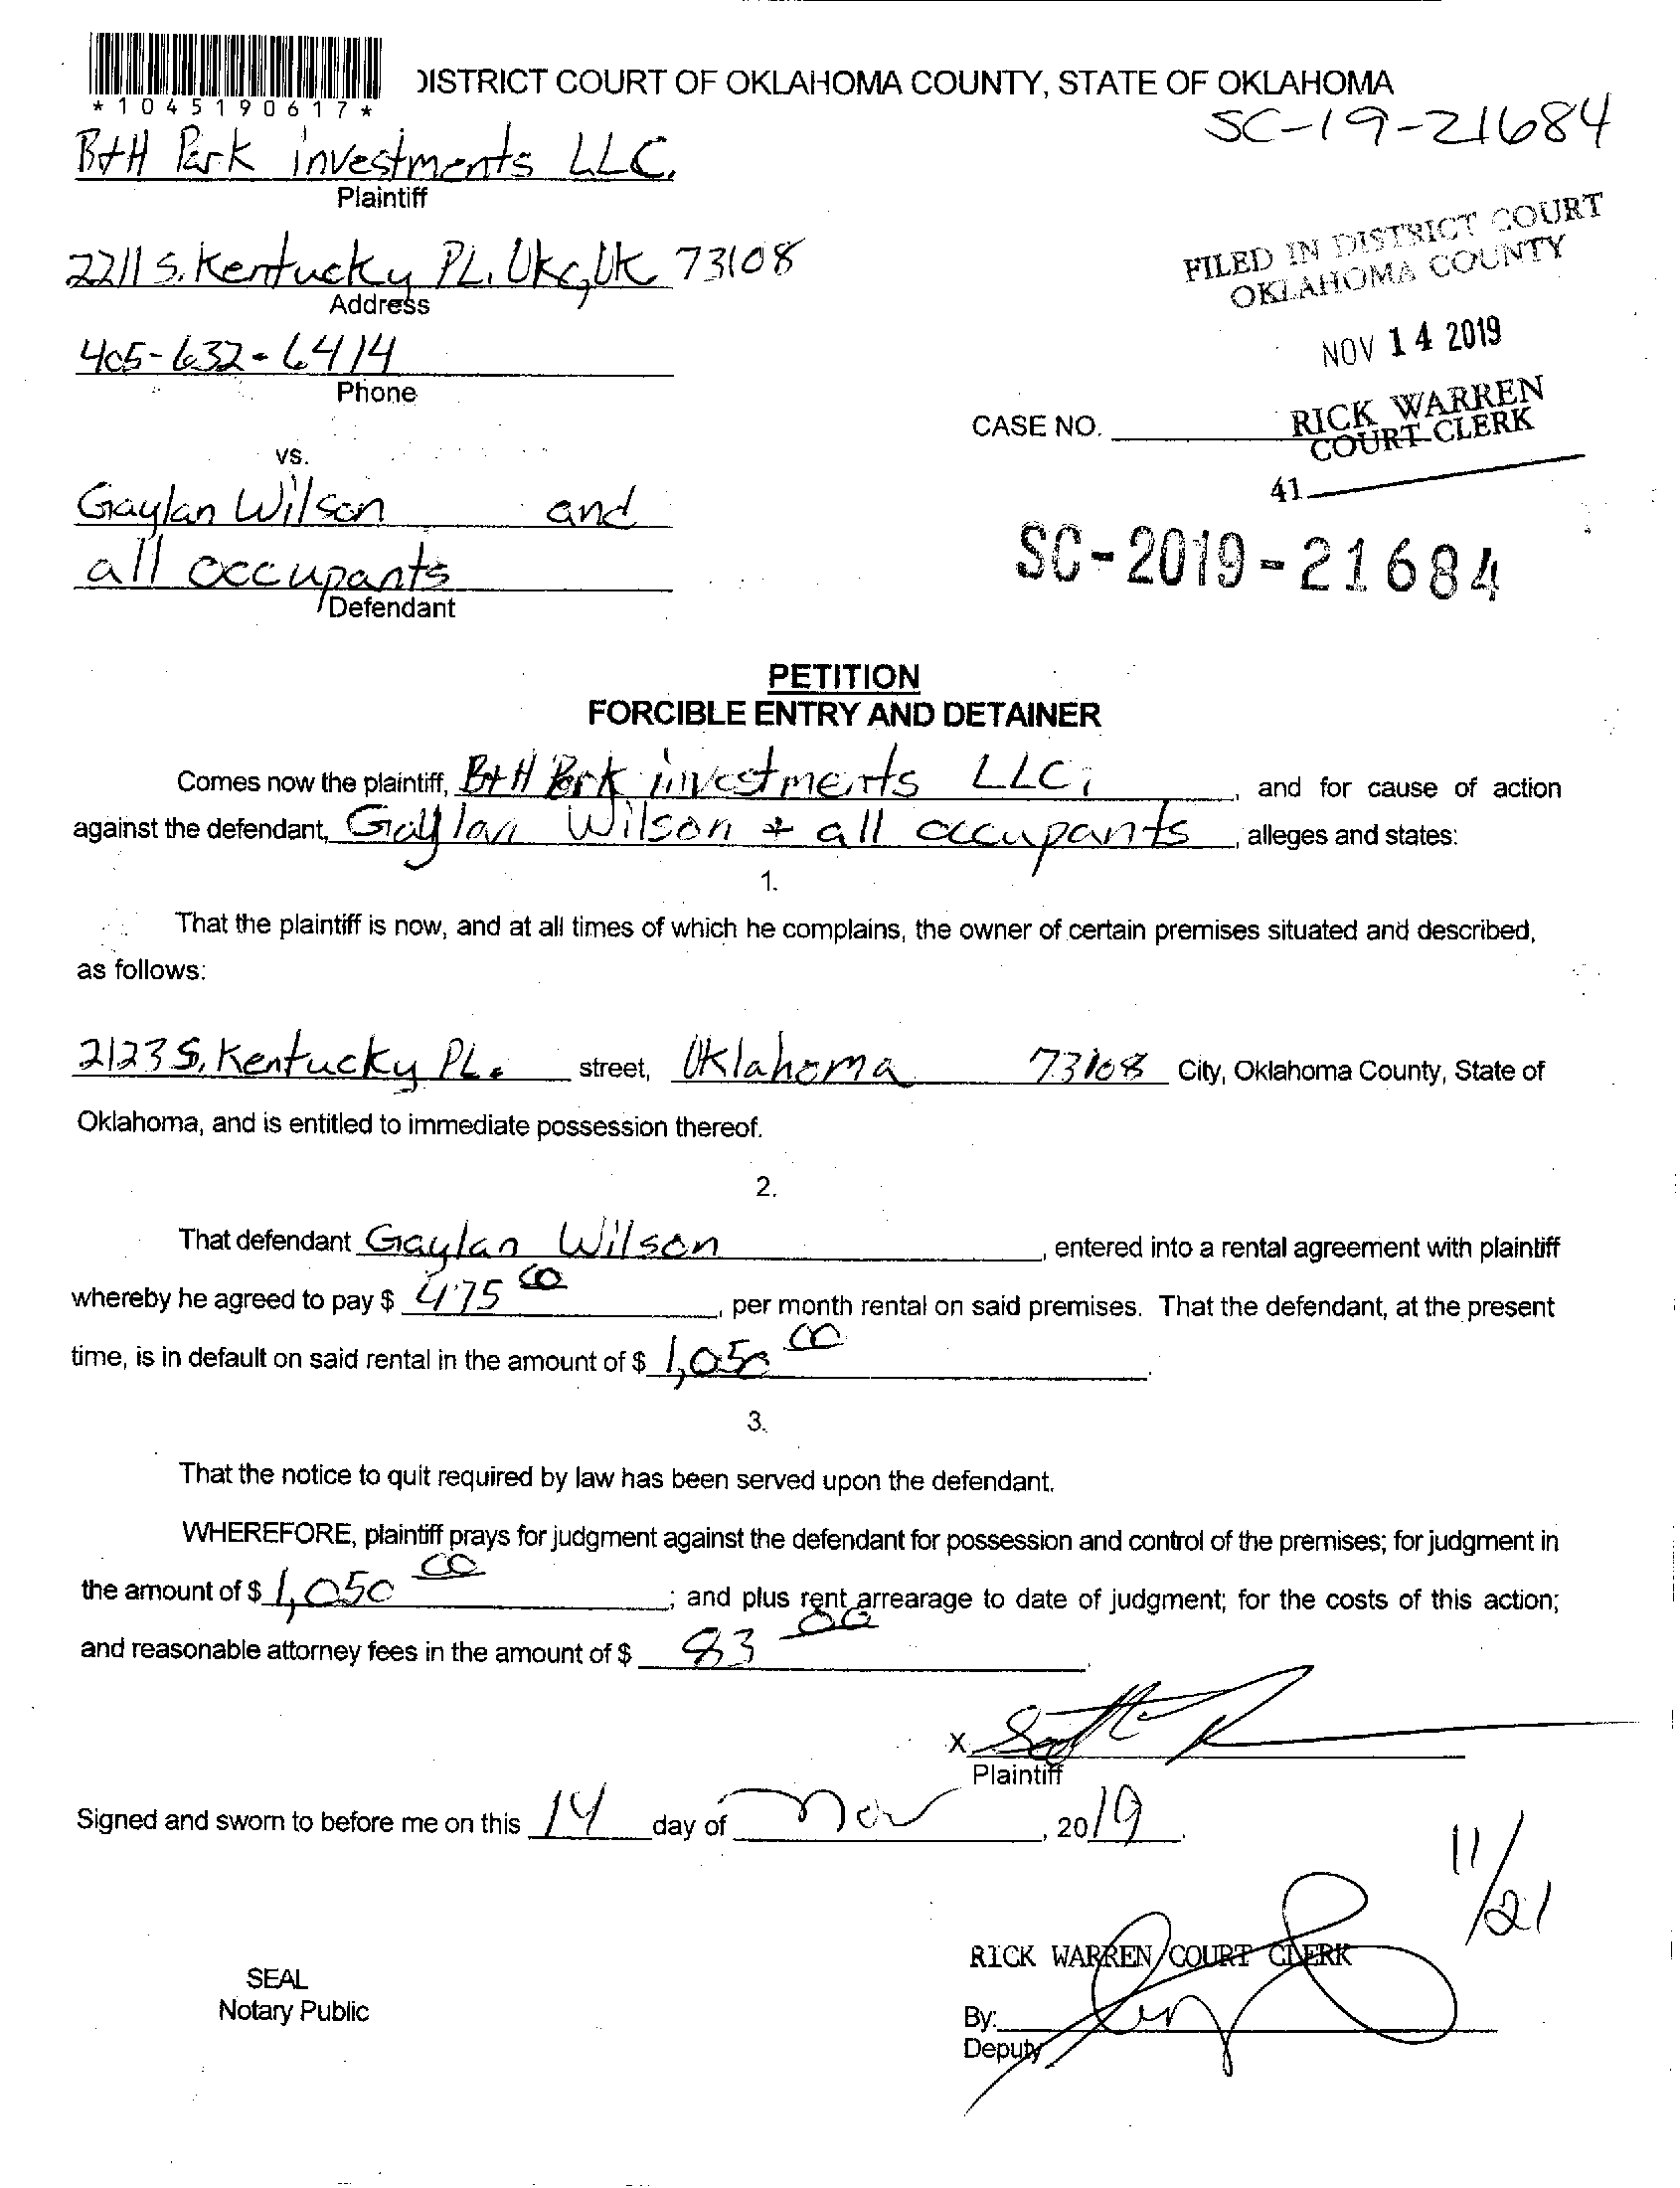 DISTRICT COURT OF OKLAHOMA COUNTY, STATE OF OKLAHOMA
*1045190617*
SC-19-21684
B+H Park investments LLC.
Plaintiff
2211 S. Kentucky PL. Okc, Ok 73108
Address
FILED IN DISTRICT COURT
OKLAHOMA COUNTY
NOV 14 2019
405-632-6414
Phone
RICK WARREN
COURT CLERK
CASE NO.
41
vs.
Gaylan Wilson and
all occupants
Defendant
SC-2019-21684
PETITION
FORCIBLE ENTRY AND DETAINER
Comes now the plaintiff, B+H Park investments LLC, and for cause of action
against the defendant, Gaylan Wilson + all occupants, alleges and states:
1.
That the plaintiff is now, and at all times of which he complains, the owner of certain premises situated and described,
as follows:
2123 S. Kentucky PL. street, Oklahoma 73108 City, Oklahoma County, State of
Oklahoma, and is entitled to immediate possession thereof.
2.
That defendant Gaylan Wilson, entered into a rental agreement with plaintiff
whereby he agreed to pay $ 475 00, per month rental on said premises. That the defendant, at the present
time, is in default on said rental in the amount of $ 1,050 00.
3.
That the notice to quit required by law has been served upon the defendant.
WHEREFORE, plaintiff prays for judgment against the defendant for possession and control of the premises; for judgment in
the amount of $ 1,050 00; and plus rent arrearage to date of judgment; for the costs of this action;
and reasonable attorney fees in the amount of $ 83 00.
X
Plaintiff
Signed and sworn to before me on this 14 day of Nov, 2019.
11/21
RICK WARREN COURT CLERK
SEAL
Notary Public
By:
Deputy